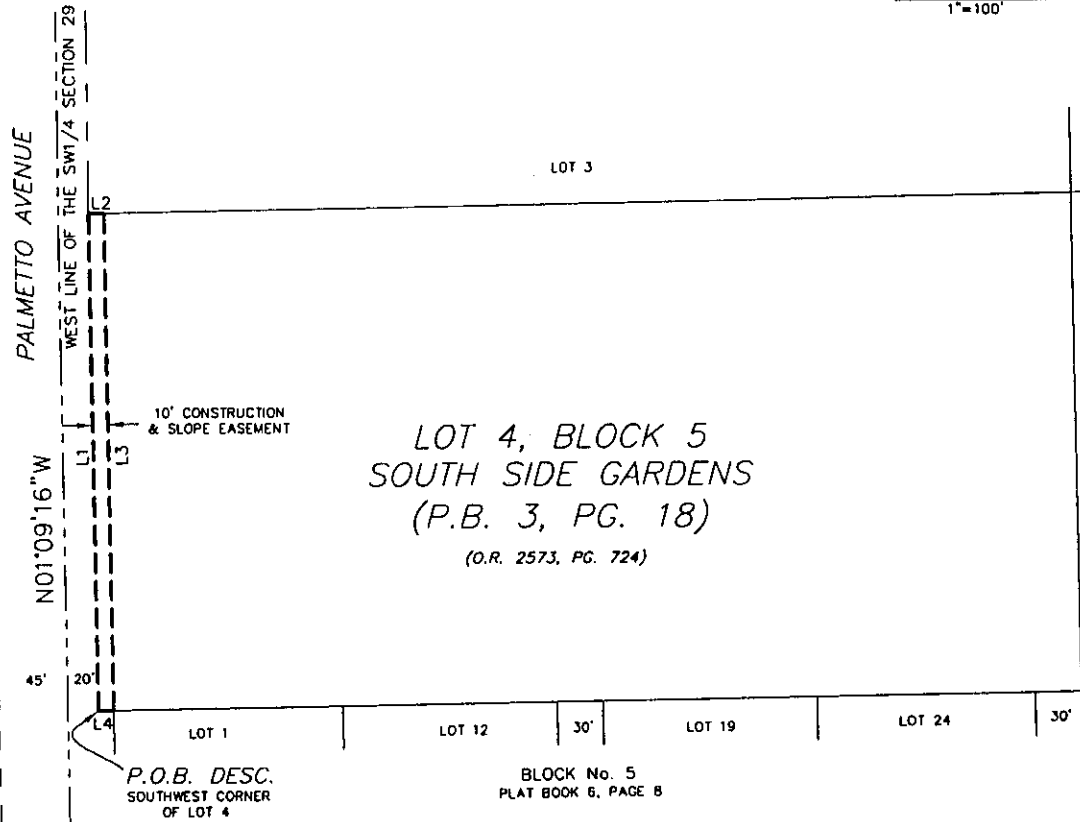 1"=100'
PALMETTO AVENUE
WEST LINE OF THE SW1/4 SECTION 29
LOT 3
L2
10' CONSTRUCTION
& SLOPE EASEMENT
L1
L3
LOT 4, BLOCK 5
SOUTH SIDE GARDENS
(P.B. 3, PG. 18)
(O.R. 2573, PG. 724)
N01°09'16"W
45'
20'
L4
LOT 1
LOT 12
30'
LOT 19
LOT 24
30'
P.O.B. DESC.
SOUTHWEST CORNER
OF LOT 4
BLOCK No. 5
PLAT BOOK 6, PAGE 8